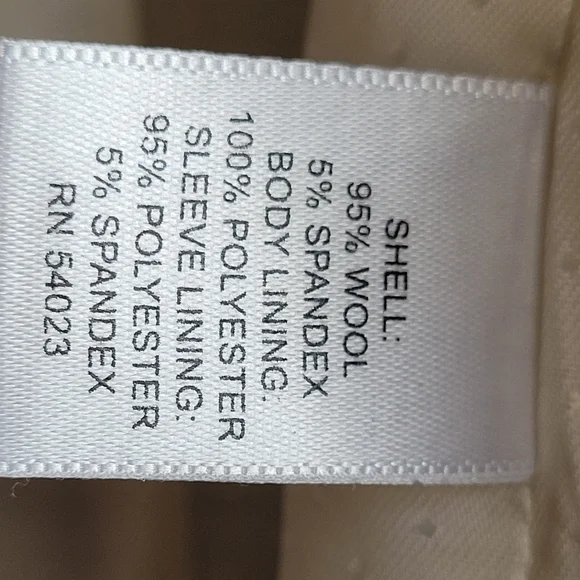 SHELL:
95% WOOL
5% SPANDEX
BODY LINING:
100% POLYESTER
SLEEVE LINING:
95% POLYESTER
5% SPANDEX
RN 54023